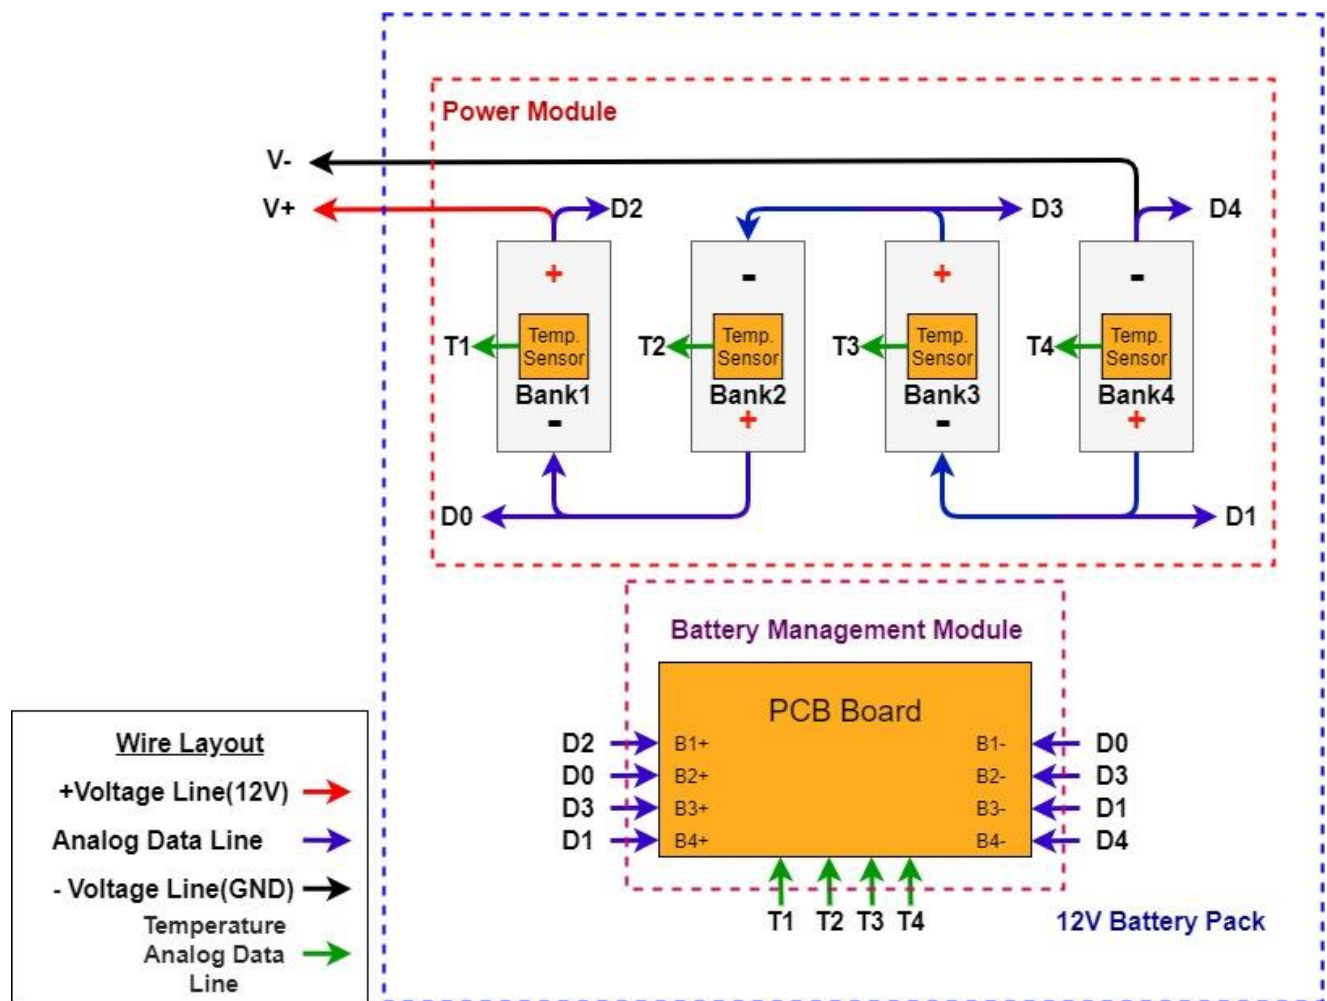 Power Module
V-
V+
D2
D3
D4
+
-
+
-
T1
Temp.
Sensor
T2
Temp.
Sensor
T3
Temp.
Sensor
T4
Temp.
Sensor
Bank1
Bank2
Bank3
Bank4
-
+
-
+
D0
D1
Battery Management Module
PCB Board
D2 B1+ B1- D0
D0 B2+ B2- D3
D3 B3+ B3- D1
D1 B4+ B4- D4
T1 T2 T3 T4
12V Battery Pack
Wire Layout
+Voltage Line(12V)
Analog Data Line
- Voltage Line(GND)
Temperature
Analog Data
Line